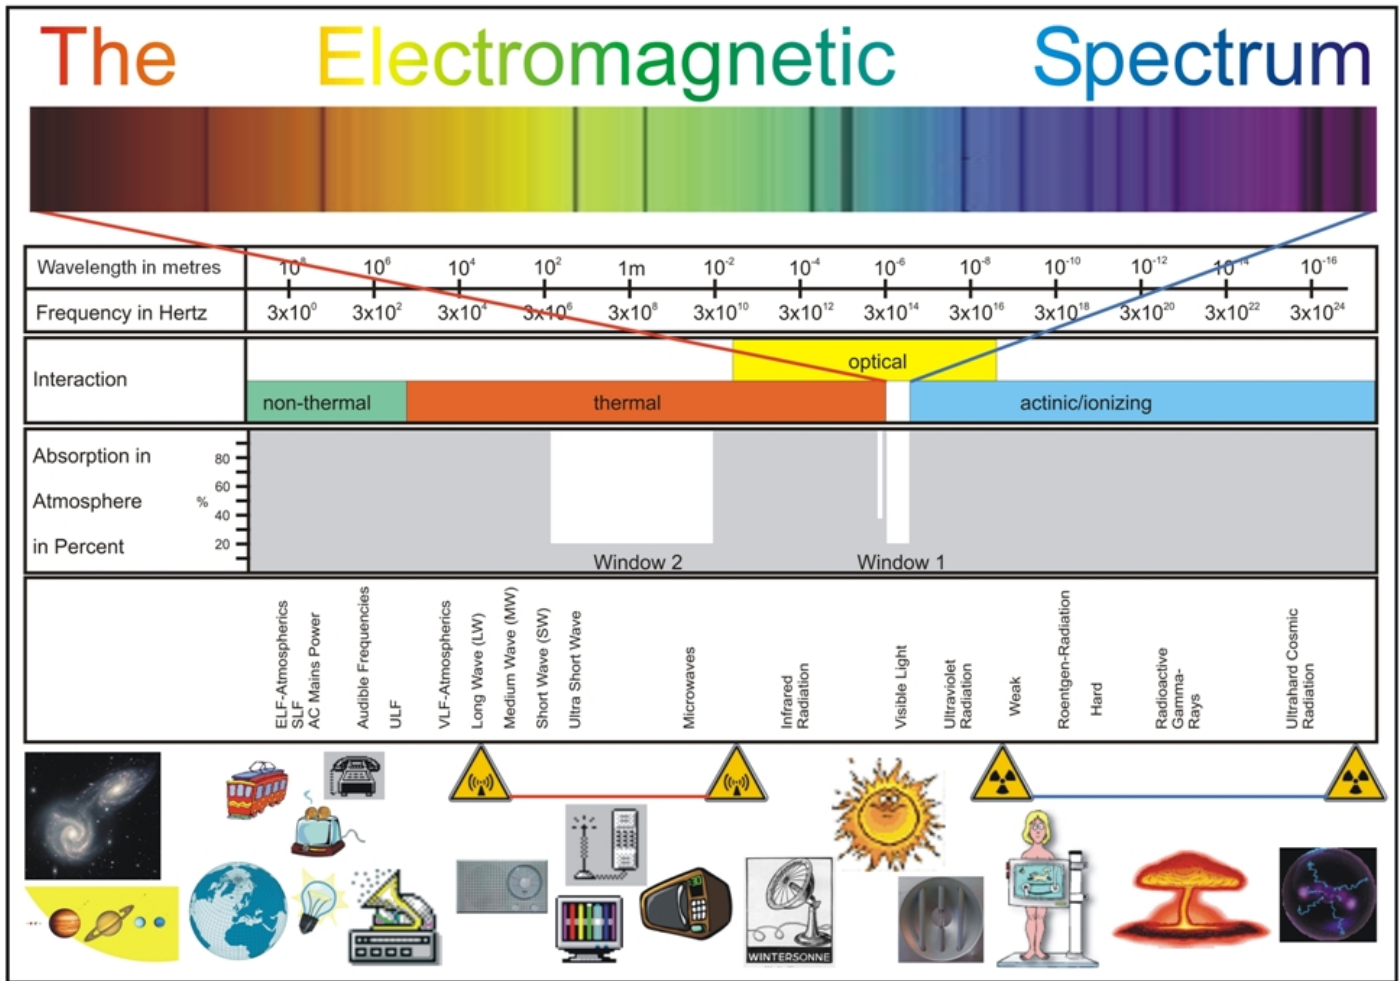 The Electromagnetic Spectrum
Wavelength in metres 10⁸ 10⁶ 10⁴ 10² 1m 10⁻² 10⁻⁴ 10⁻⁶ 10⁻⁸ 10⁻¹⁰ 10⁻¹² 10⁻¹⁴ 10⁻¹⁶
Frequency in Hertz 3x10⁰ 3x10² 3x10⁴ 3x10⁶ 3x10⁸ 3x10¹⁰ 3x10¹² 3x10¹⁴ 3x10¹⁶ 3x10¹⁸ 3x10²⁰ 3x10²² 3x10²⁴
optical
Interaction
non-thermal thermal actinic/ionizing
Absorption in
Atmosphere
in Percent
%
80
60
40
20
Window 2 Window 1
ELF-Atmospherics
SLF
AC Mains Power
Audible Frequencies
ULF
VLF-Atmospherics
Long Wave (LW)
Medium Wave (MW)
Short Wave (SW)
Ultra Short Wave
Microwaves
Infrared
Radiation
Visible Light
Ultraviolet
Radiation
Weak
Roentgen-Radiation
Hard
Radioactive
Gamma-
Rays
Ultrahard Cosmic
Radiation
WINTERSONNE